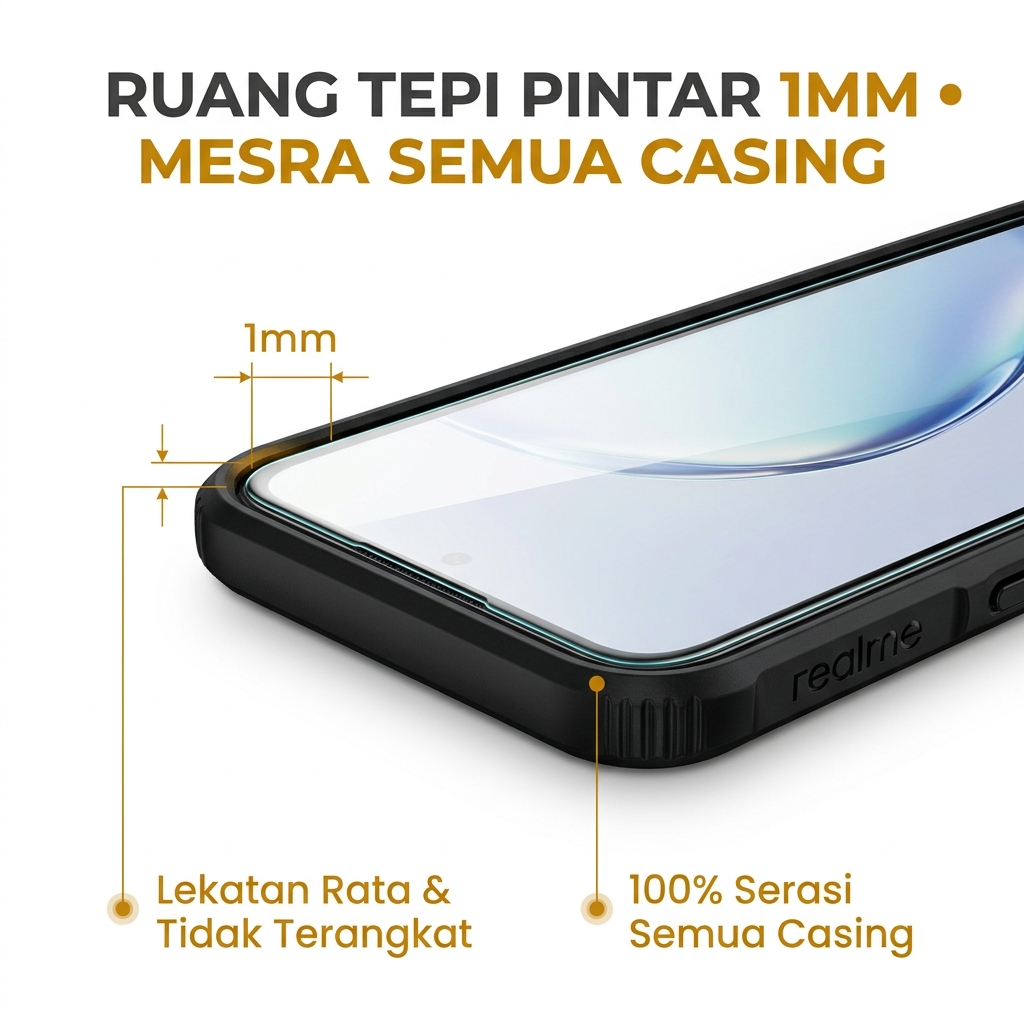 RUANG TEPI PINTAR 1MM •
MESRA SEMUA CASING
1mm
realme
Lekatan Rata &
Tidak Terangkat
100% Serasi
Semua Casing